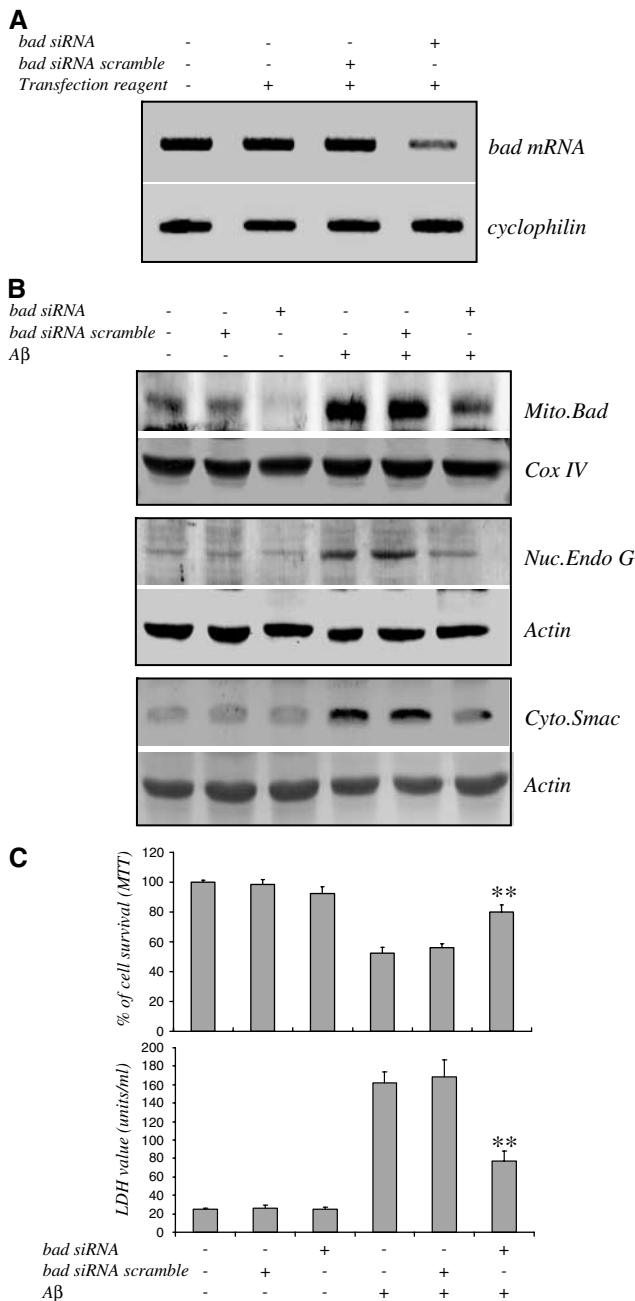 A
bad siRNA - - - +
bad siRNA scramble - - + -
Transfection reagent - + + +
bad mRNA
cyclophilin
B
bad siRNA - - + - - +
bad siRNA scramble - + - - + -
Aβ - - - + + +
Mito.Bad
Cox IV
Nuc.Endo G
Actin
Cyto.Smac
Actin
C
% of cell survival (MTT)
120
100
80
60
40
20
0
**
LDH value (units/ml)
200
180
160
140
120
100
80
60
40
20
0
**
bad siRNA - - + - - +
bad siRNA scramble - + - - + -
Aβ - - - + + +